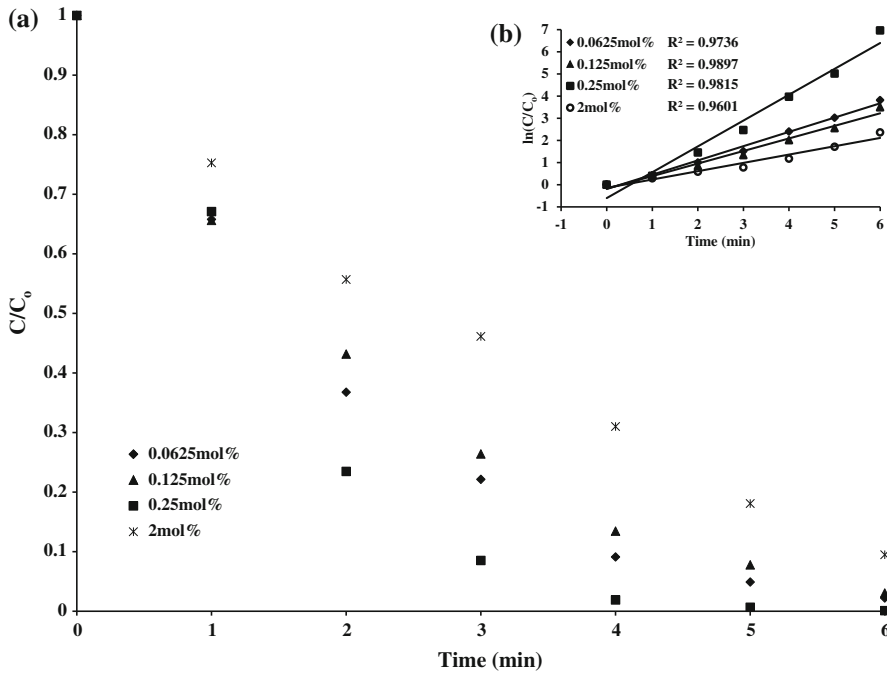 (a)
1
0.9
0.8
0.7
0.6
0.5
0.4
0.3
0.2
0.1
0
C/Cₒ
0 1 2 3 4 5 6
Time (min)
0.0625mol%
0.125mol%
0.25mol%
2mol%
(b)
7
6
5
4
3
2
1
0
-1
ln(C/Cₒ)
-1 0 1 2 3 4 5 6
Time (min)
0.0625mol% R² = 0.9736
0.125mol% R² = 0.9897
0.25mol% R² = 0.9815
2mol% R² = 0.9601